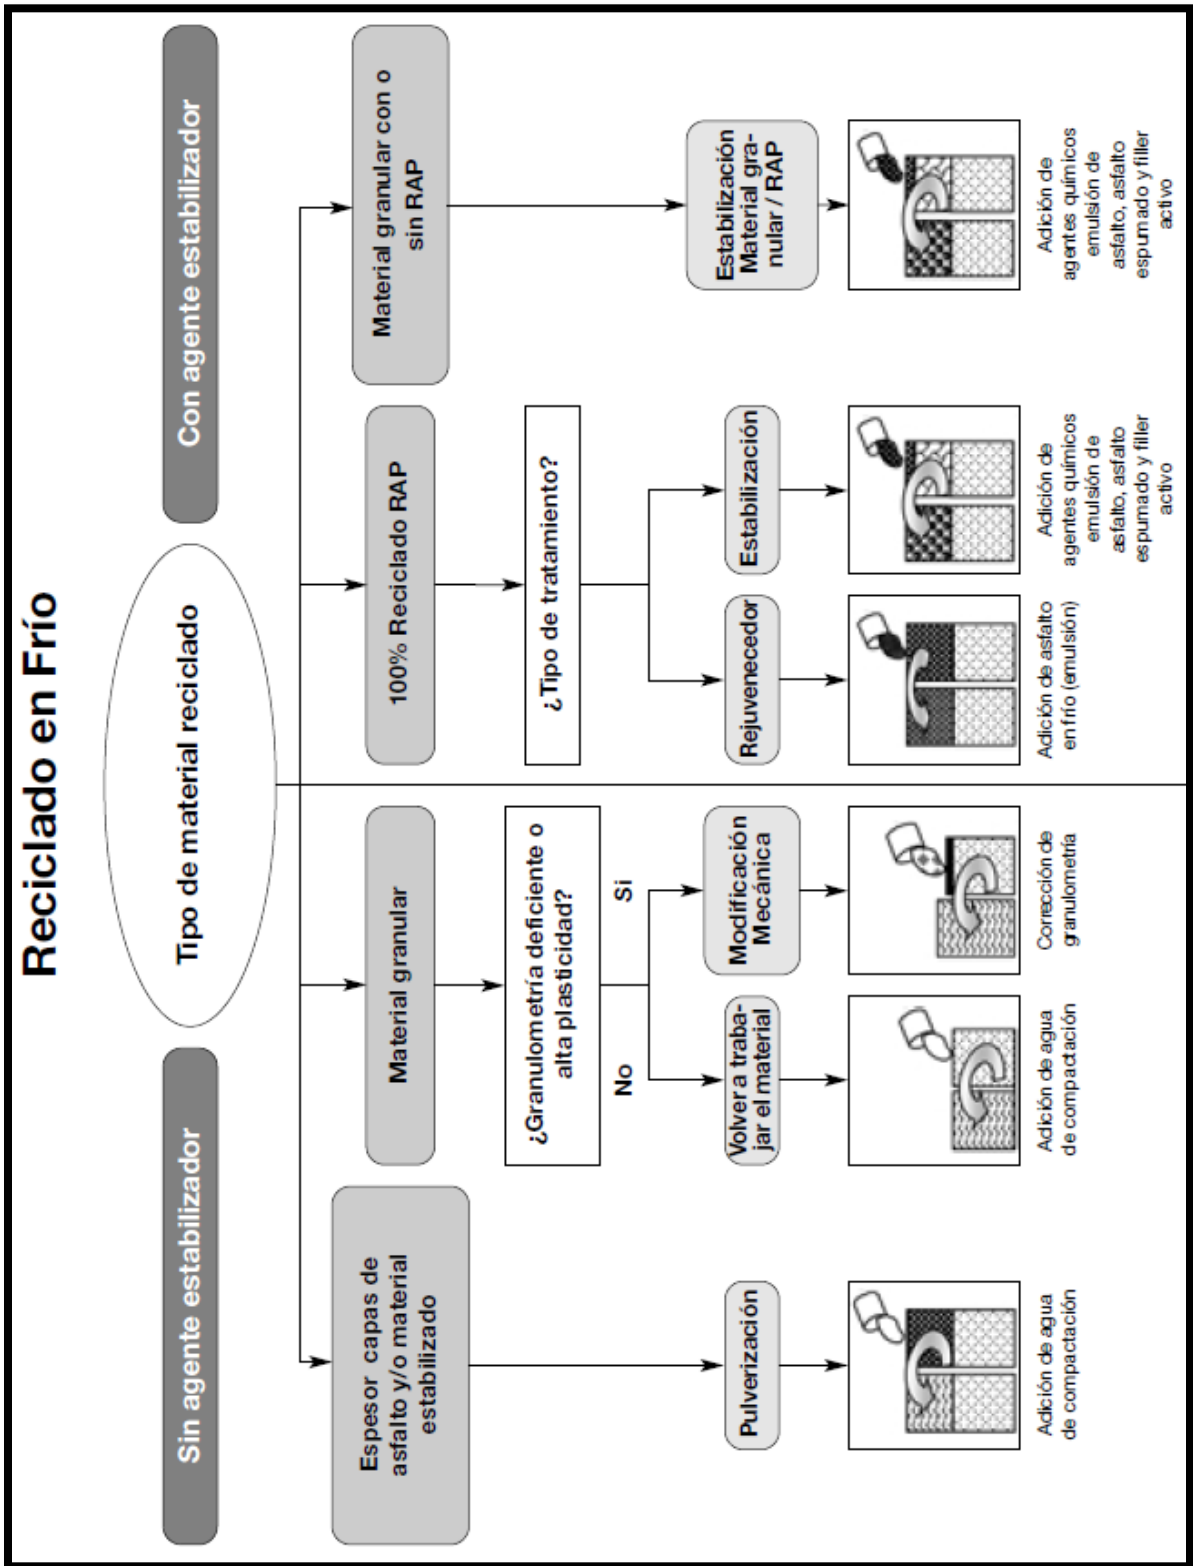 Reciclado en Frío
Sin agente estabilizador
Tipo de material reciclado
Con agente estabilizador
Espesor capas de
asfalto y/o material
estabilizado
Material granular
100% Reciclado RAP
Material granular con o
sin RAP
¿Granulometría deficiente o
alta plasticidad?
¿Tipo de tratamiento?
No
Si
Pulverización
Volver a traba-
jar el material
Modificación
Mecánica
Rejuvenecedor
Estabilización
Estabilización
Material gra-
nular / RAP
Adición de agua
de compactación
Adición de agua
de compactación
Corrección de
granulometría
Adición de asfalto
en frío (emulsión)
Adición de
agentes químicos
emulsión de
asfalto, asfalto
espumado y filler
activo
Adición de
agentes químicos
emulsión de
asfalto, asfalto
espumado y filler
activo